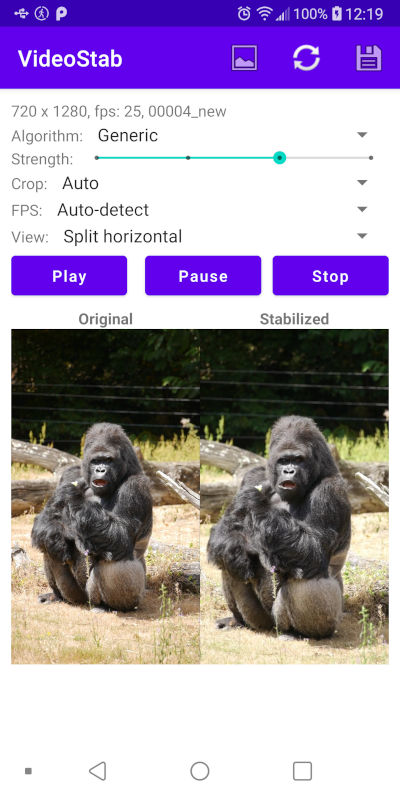 100% 12:19
VideoStab
720 x 1280, fps: 25, 00004_new
Algorithm: Generic
Strength:
Crop: Auto
FPS: Auto-detect
View: Split horizontal
Play Pause Stop
Original Stabilized